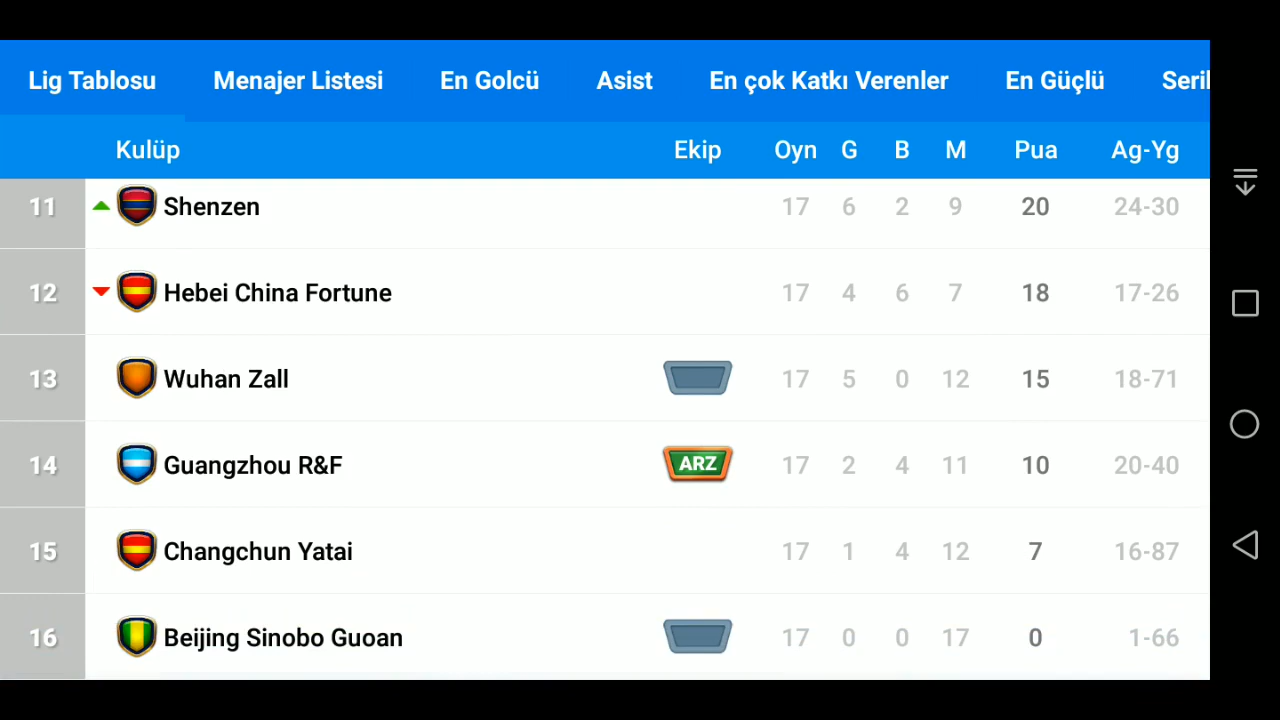 Lig Tablosu Menajer Listesi En Golcü Asist En çok Katkı Verenler En Güçlü
Kulüp Ekip Oyn G B M Pua Ag-Yg
11 Shenzen 17 6 2 9 20 24-30
12 Hebei China Fortune 17 4 6 7 18 17-26
13 Wuhan Zall 17 5 0 12 15 18-71
14 Guangzhou R&F ARZ 17 2 4 11 10 20-40
15 Changchun Yatai 17 1 4 12 7 16-87
16 Beijing Sinobo Guoan 17 0 0 17 0 1-66